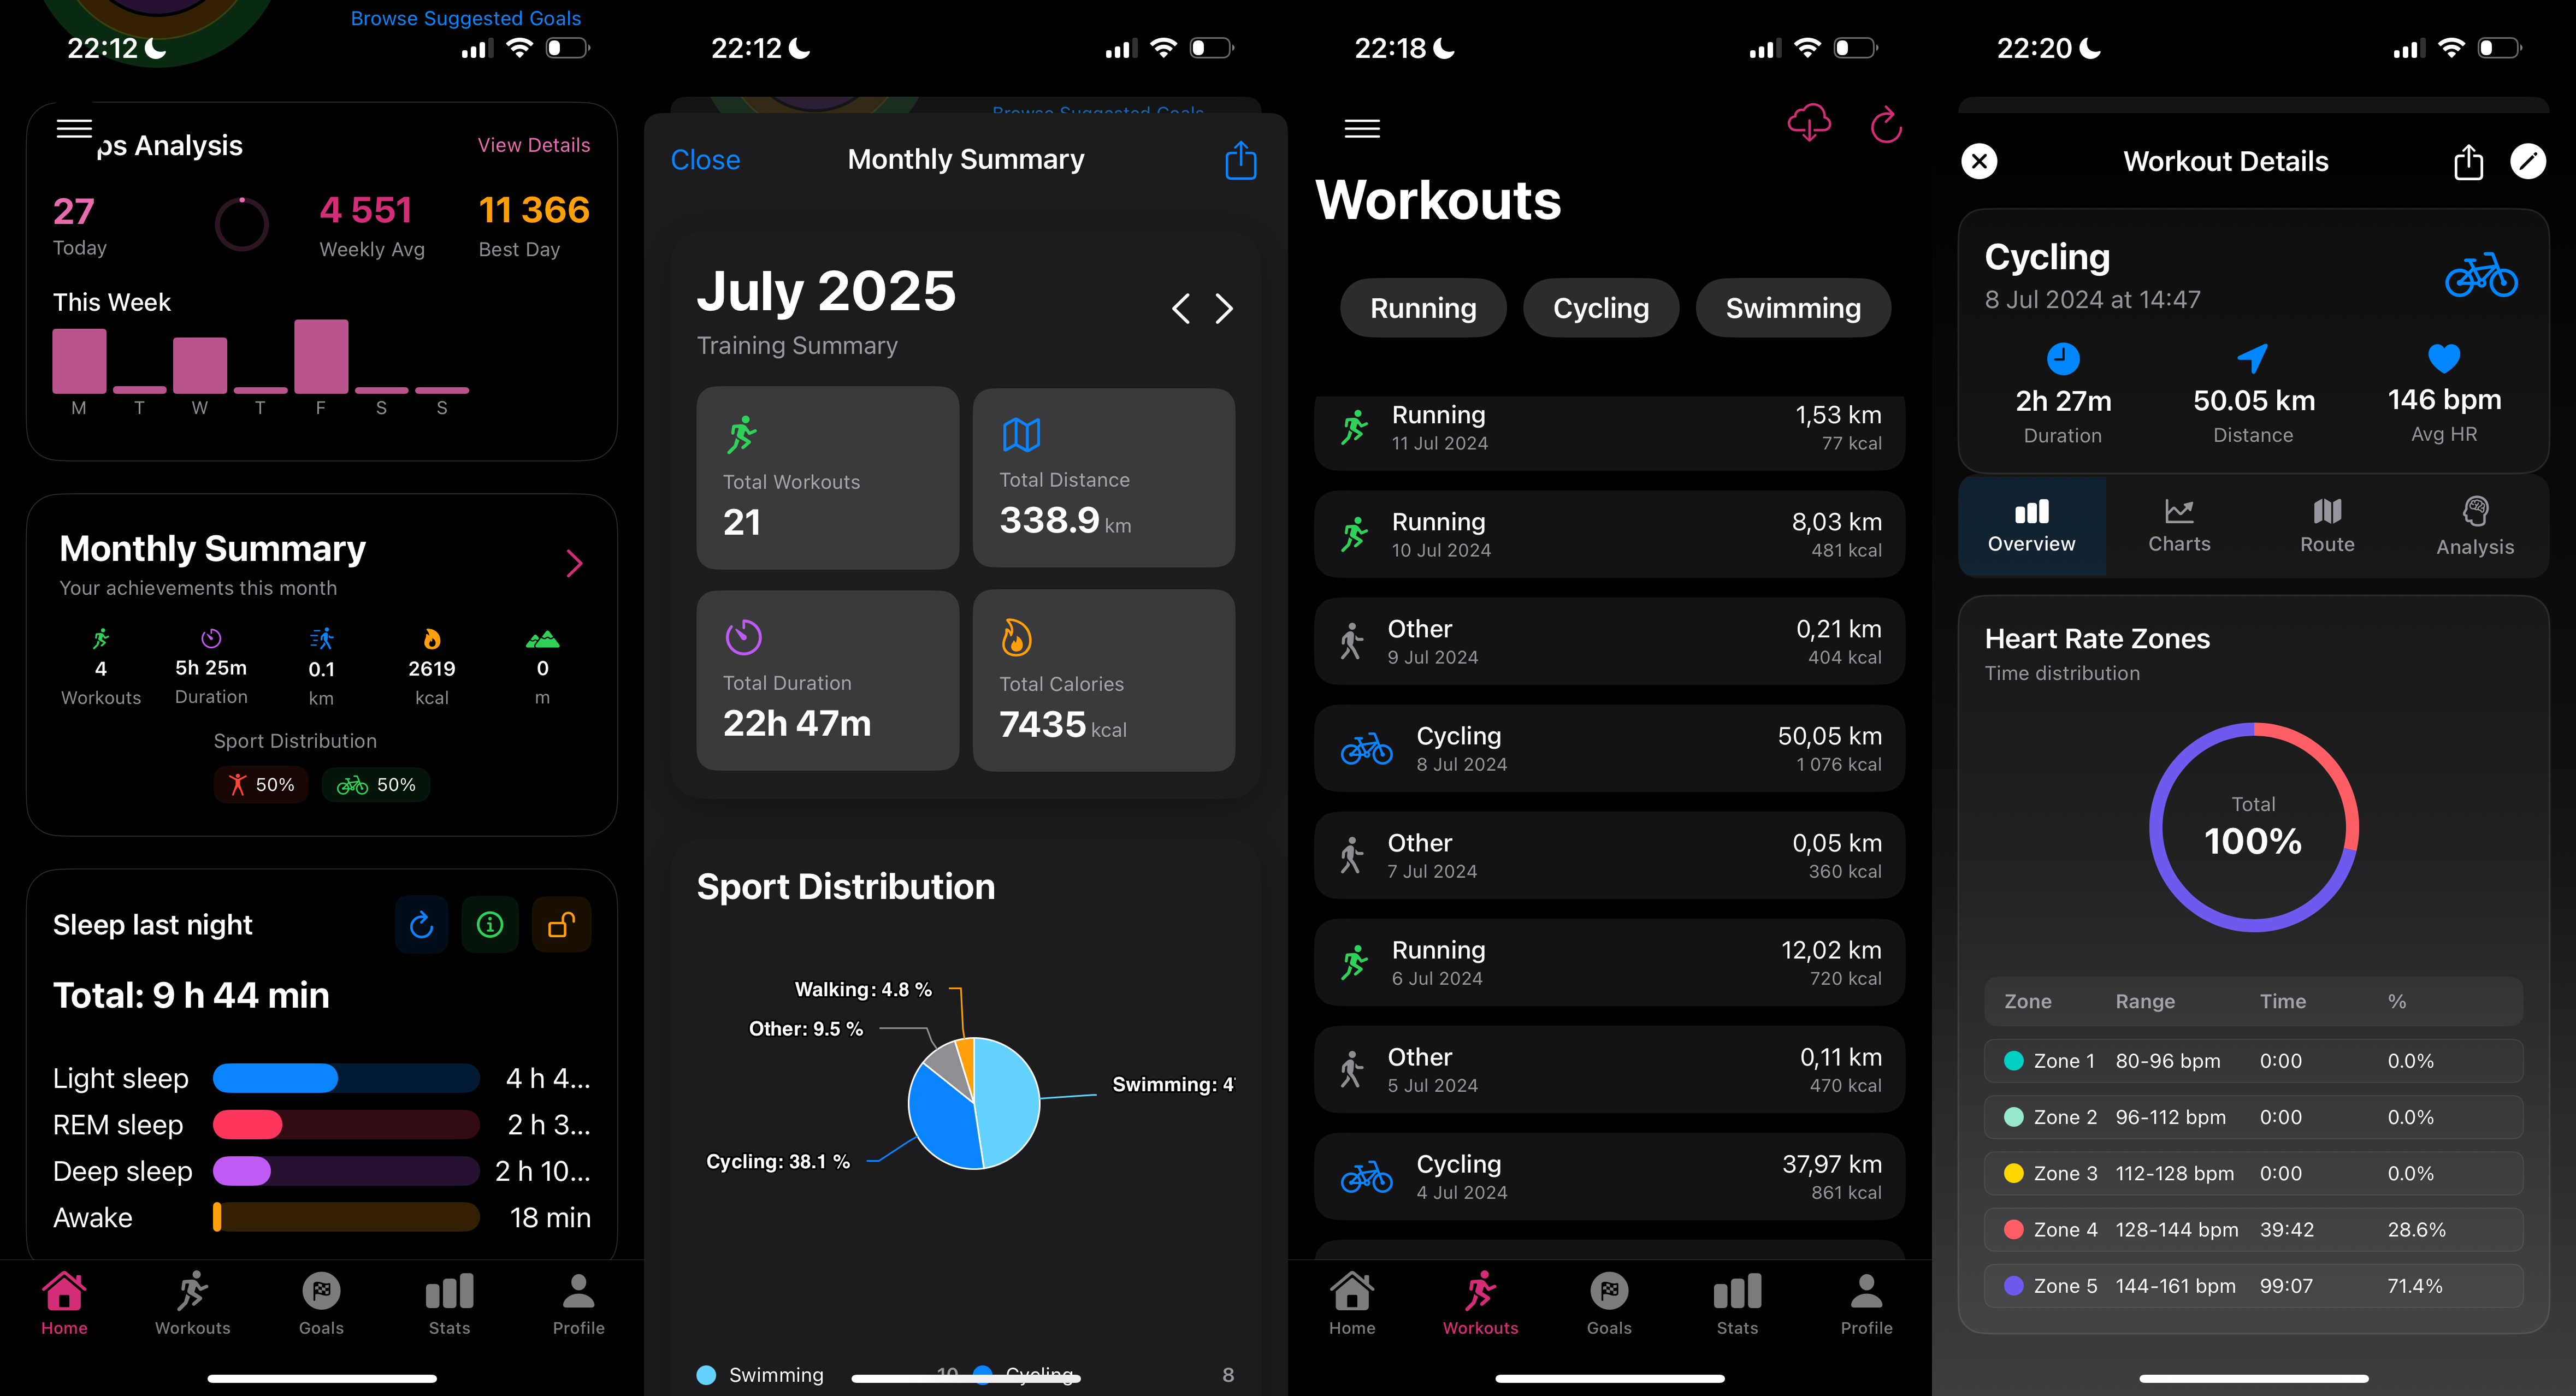 Browse Suggested Goals
22:12
ps Analysis
View Details
27
Today
4 551
Weekly Avg
11 366
Best Day
This Week
M T W T F S S
Monthly Summary
Your achievements this month
4
Workouts
5h 25m
Duration
0.1
km
2619
kcal
0
m
Sport Distribution
50%
50%
Sleep last night
Total: 9 h 44 min
Light sleep 4 h 4...
REM sleep 2 h 3...
Deep sleep 2 h 10...
Awake 18 min
Home Workouts Goals Stats Profile
22:12
Browse Suggested Goals
Close
Monthly Summary
July 2025
Training Summary
Total Workouts
21
Total Distance
338.9 km
Total Duration
22h 47m
Total Calories
7435 kcal
Sport Distribution
Walking: 4.8 %
Other: 9.5 %
Swimming: 4
Cycling: 38.1 %
Swimming 10
Cycling 8
22:18
Workouts
Running Cycling Swimming
Running 1,53 km
11 Jul 2024 77 kcal
Running 8,03 km
10 Jul 2024 481 kcal
Other 0,21 km
9 Jul 2024 404 kcal
Cycling 50,05 km
8 Jul 2024 1 076 kcal
Other 0,05 km
7 Jul 2024 360 kcal
Running 12,02 km
6 Jul 2024 720 kcal
Other 0,11 km
5 Jul 2024 470 kcal
Cycling 37,97 km
4 Jul 2024 861 kcal
Home Workouts Goals Stats Profile
22:20
Workout Details
Cycling
8 Jul 2024 at 14:47
2h 27m
Duration
50.05 km
Distance
146 bpm
Avg HR
Overview Charts Route Analysis
Heart Rate Zones
Time distribution
Total
100%
Zone Range Time %
Zone 1 80-96 bpm 0:00 0.0%
Zone 2 96-112 bpm 0:00 0.0%
Zone 3 112-128 bpm 0:00 0.0%
Zone 4 128-144 bpm 39:42 28.6%
Zone 5 144-161 bpm 99:07 71.4%